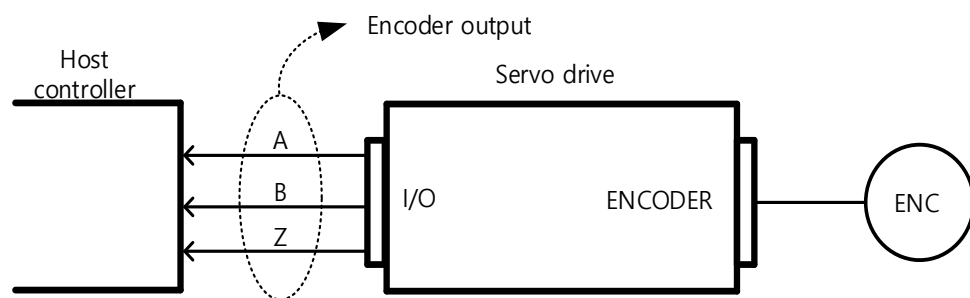 Encoder output
Host
controller
Servo drive
A
B
Z
I/O
ENCODER
ENC